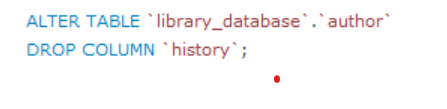 ALTER TABLE `library_database`.`author`
DROP COLUMN `history`;